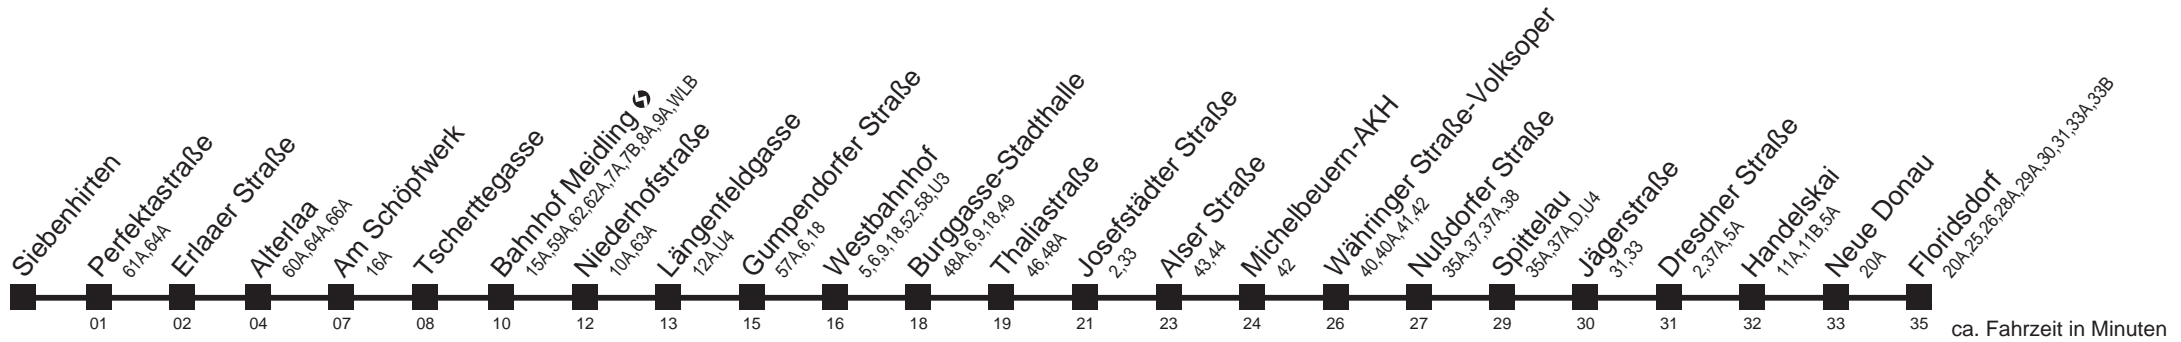 Siebenhirten
Perfektastraße
61A,64A
Erlaaer Straße
Alterlaa
60A,64A,66A
Am Schöpfwerk
16A
Tscherttegasse
Bahnhof Meidling
15A,59A,62,62A,7A,7B,8A,9A,WLB
Niederhofstraße
10A,63A
Längenfeldgasse
12A,U4
Gumpendorfer Straße
57A,6,18
Westbahnhof
5,6,9,18,52,58,U3
Burggasse-Stadthalle
48A,6,9,18,49
Thaliastraße
46,48A
Josefstädter Straße
2,33
Alser Straße
43,44
Michelbeuern-AKH
42
Währinger Straße-Volksoper
40,40A,41,42
Nußdorfer Straße
35A,37,37A,38
Spittelau
35A,37A,D,U4
Jägerstraße
31,33
Dresdner Straße
2,37A,5A
Handelskai
11A,11B,5A
Neue Donau
20A
Floridsdorf
20A,25,26,28A,29A,30,31,33A,33B
01 02 04 07 08 10 12 13 15 16 18 19 21 23 24 26 27 29 30 31 32 33 35 ca. Fahrzeit in Minuten